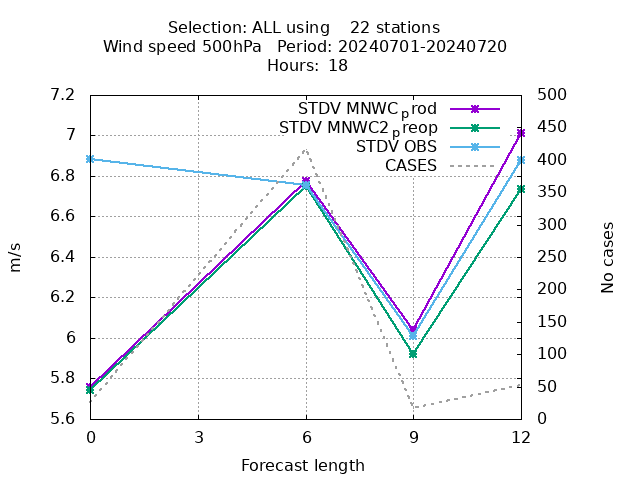 Selection: ALL using    22 stations
Wind speed 500hPa   Period: 20240701-20240720
Hours:  18
STDV MNWC_prod
STDV MNWC2_preop
STDV OBS
CASES
7.2
7
6.8
6.6
6.4
6.2
6
5.8
5.6
m/s
500
450
400
350
300
250
200
150
100
50
0
No cases
0 3 6 9 12
Forecast length